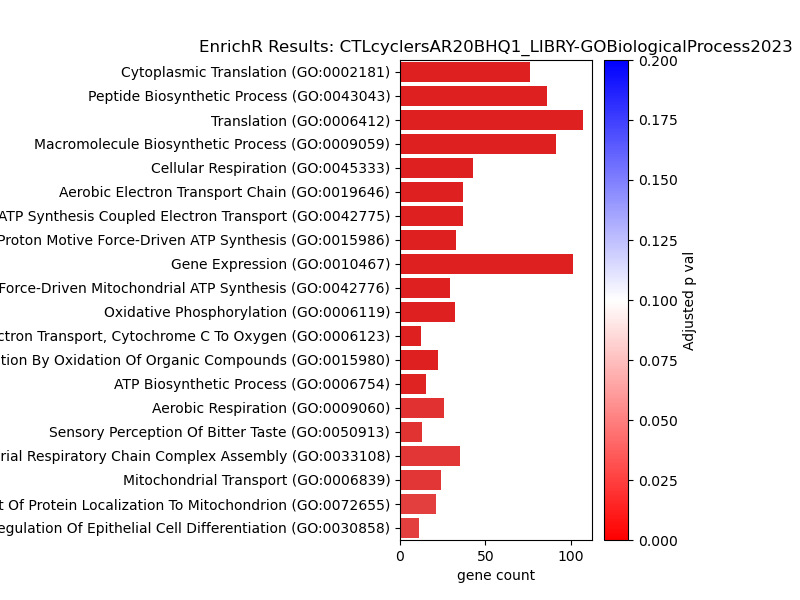 EnrichR Results: CTLcyclersAR20BHQ1_LIBRY-GOBiologicalProcess2023
Cytoplasmic Translation (GO:0002181)
Peptide Biosynthetic Process (GO:0043043)
Translation (GO:0006412)
Macromolecule Biosynthetic Process (GO:0009059)
Cellular Respiration (GO:0045333)
Aerobic Electron Transport Chain (GO:0019646)
ATP Synthesis Coupled Electron Transport (GO:0042775)
Proton Motive Force-Driven ATP Synthesis (GO:0015986)
Gene Expression (GO:0010467)
Force-Driven Mitochondrial ATP Synthesis (GO:0042776)
Oxidative Phosphorylation (GO:0006119)
ctron Transport, Cytochrome C To Oxygen (GO:0006123)
tion By Oxidation Of Organic Compounds (GO:0015980)
ATP Biosynthetic Process (GO:0006754)
Aerobic Respiration (GO:0009060)
Sensory Perception Of Bitter Taste (GO:0050913)
rial Respiratory Chain Complex Assembly (GO:0033108)
Mitochondrial Transport (GO:0006839)
t Of Protein Localization To Mitochondrion (GO:0072655)
egulation Of Epithelial Cell Differentiation (GO:0030858)
0 50 100
gene count
0.200
0.175
0.150
0.125
0.100
0.075
0.050
0.025
0.000
Adjusted p val